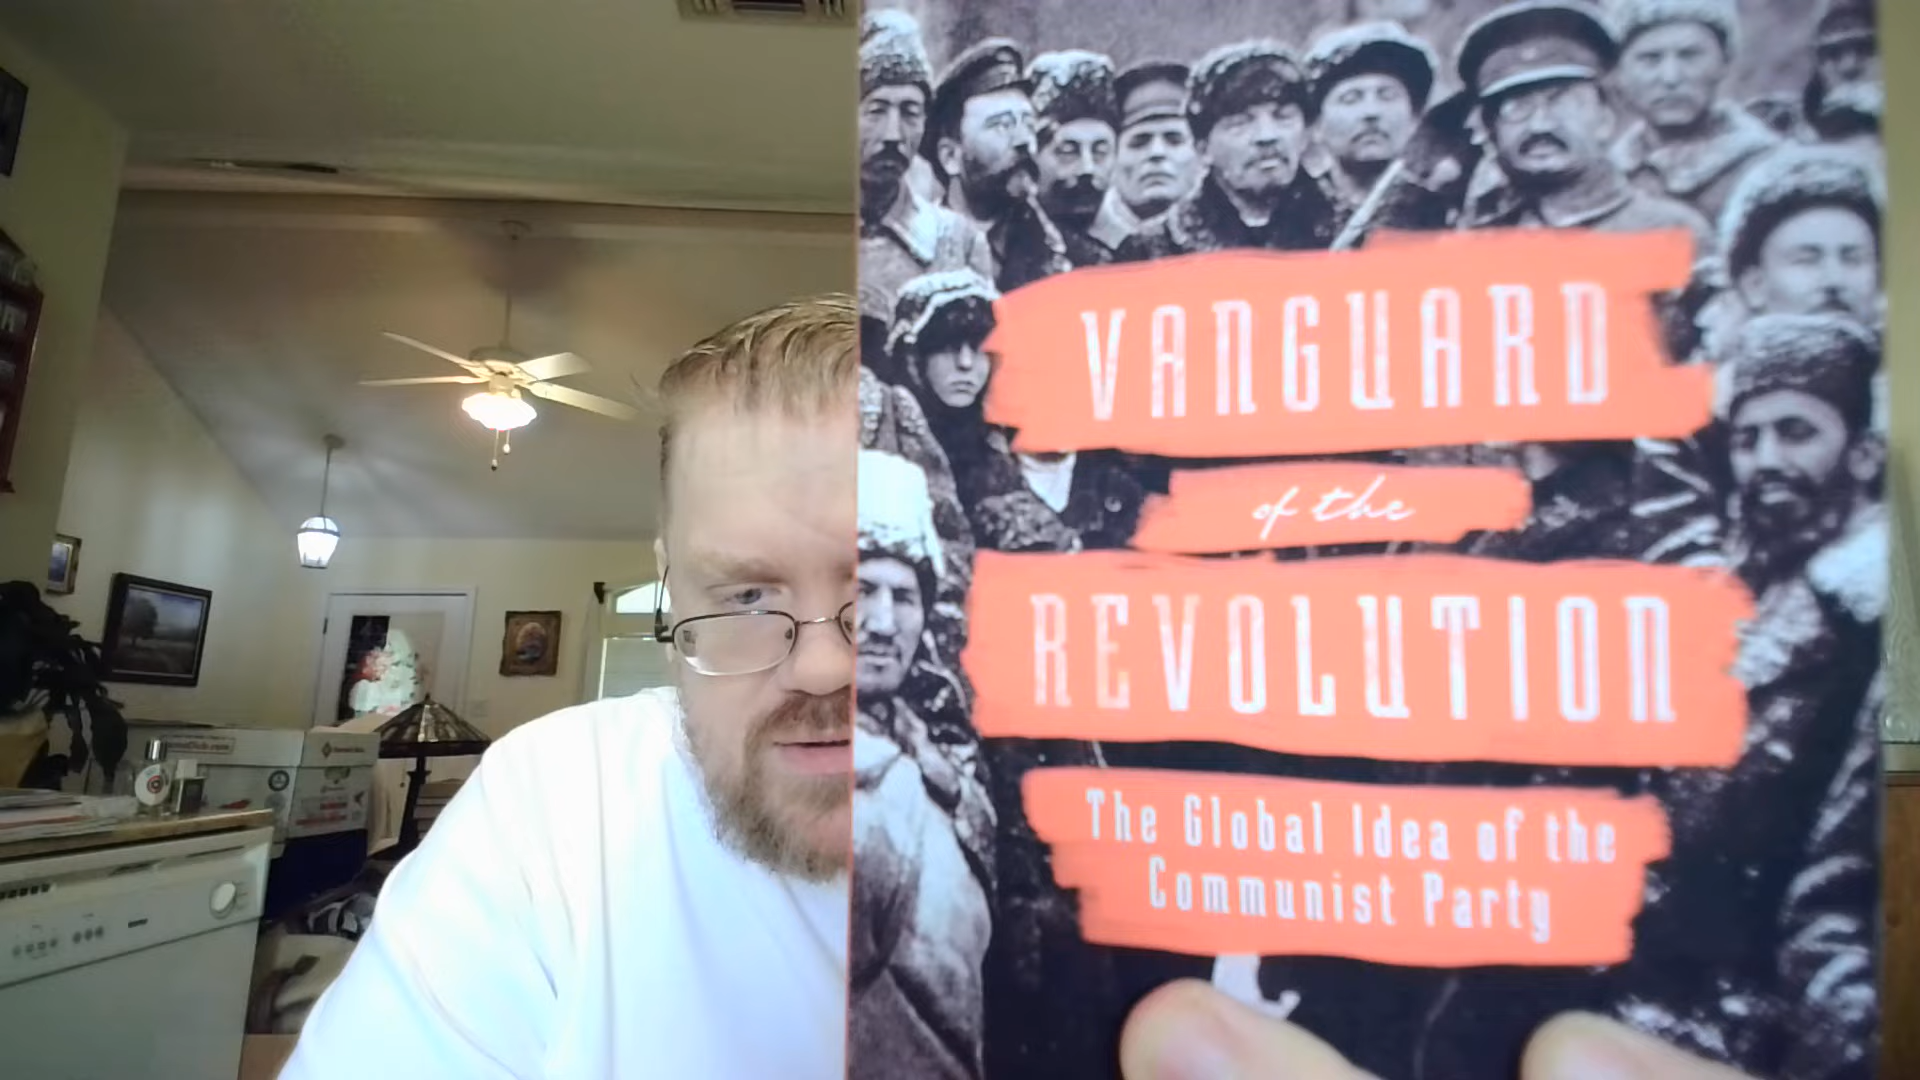 VANGUARD
of the
REVOLUTION
The Global Idea of the
Communist Party